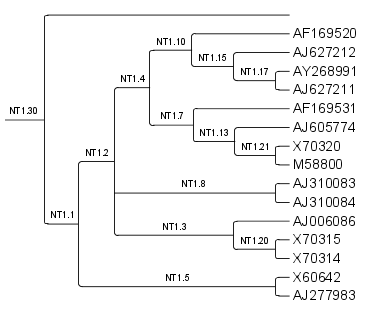 AF169520
NT1.10
AJ627212
NT1.15
AY268991
NT1.4
NT1.17
AJ627211
AF169531
NT1.30
NT1.7
AJ605774
NT1.13
X70320
NT1.21
NT1.2
M58800
AJ310083
NT1.8
AJ310084
NT1.1
AJ006086
NT1.3
X70315
NT1.20
X70314
X60642
NT1.5
AJ277983